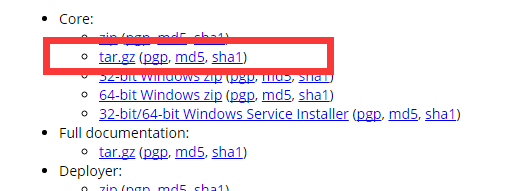 Core:
zip (pgp, md5, sha1)
tar.gz (pgp, md5, sha1)
32-bit Windows zip (pgp, md5, sha1)
64-bit Windows zip (pgp, md5, sha1)
32-bit/64-bit Windows Service Installer (pgp, md5, sha1)
Full documentation:
tar.gz (pgp, md5, sha1)
Deployer:
zip (pgp, md5, sha1)